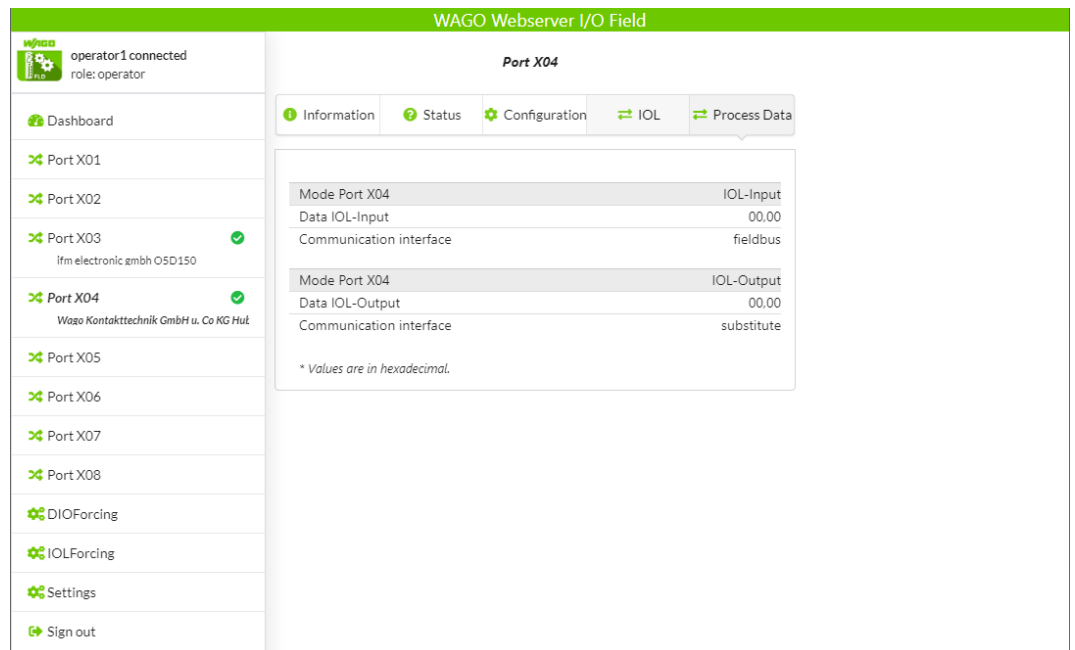 WAGO Webserver I/O Field
WAGO
FLD
operator1 connected
role: operator
Dashboard
Port X01
Port X02
Port X03
ifm electronic gmbh O5D150
Port X04
Wago Kontakttechnik GmbH u. Co KG Hub
Port X05
Port X06
Port X07
Port X08
DIOForcing
IOLForcing
Settings
Sign out
Port X04
Information Status Configuration IOL Process Data
Mode Port X04 IOL-Input
Data IOL-Input 00,00
Communication interface fieldbus
Mode Port X04 IOL-Output
Data IOL-Output 00,00
Communication interface substitute
* Values are in hexadecimal.